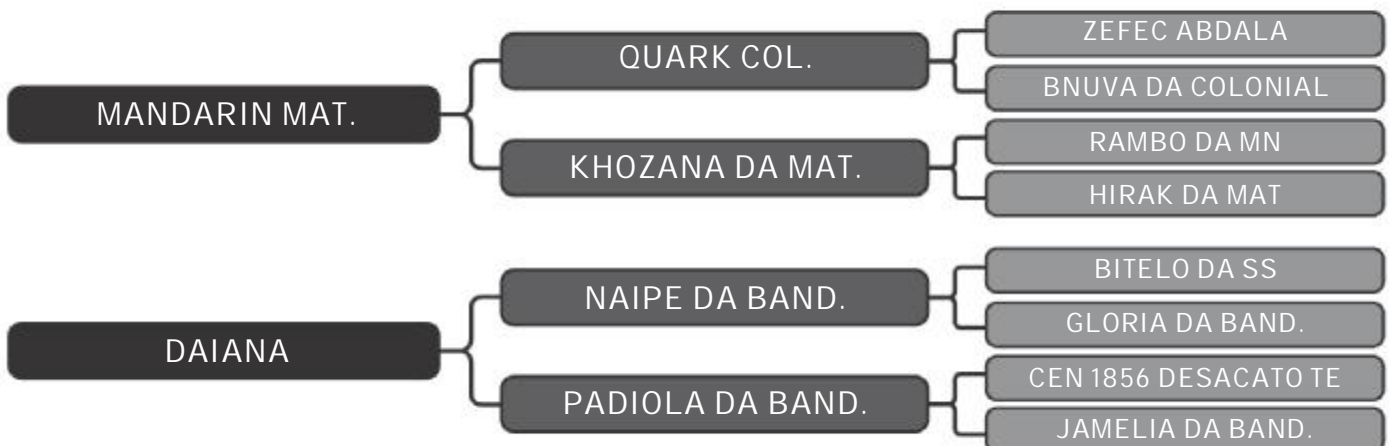 MANDARIN MAT.
QUARK COL.
ZEFEC ABDALA
BNUVA DA COLONIAL
KHOZANA DA MAT.
RAMBO DA MN
HIRAK DA MAT
DAIANA
NAIPE DA BAND.
BITELO DA SS
GLORIA DA BAND.
PADIOLA DA BAND.
CEN 1856 DESACATO TE
JAMELIA DA BAND.